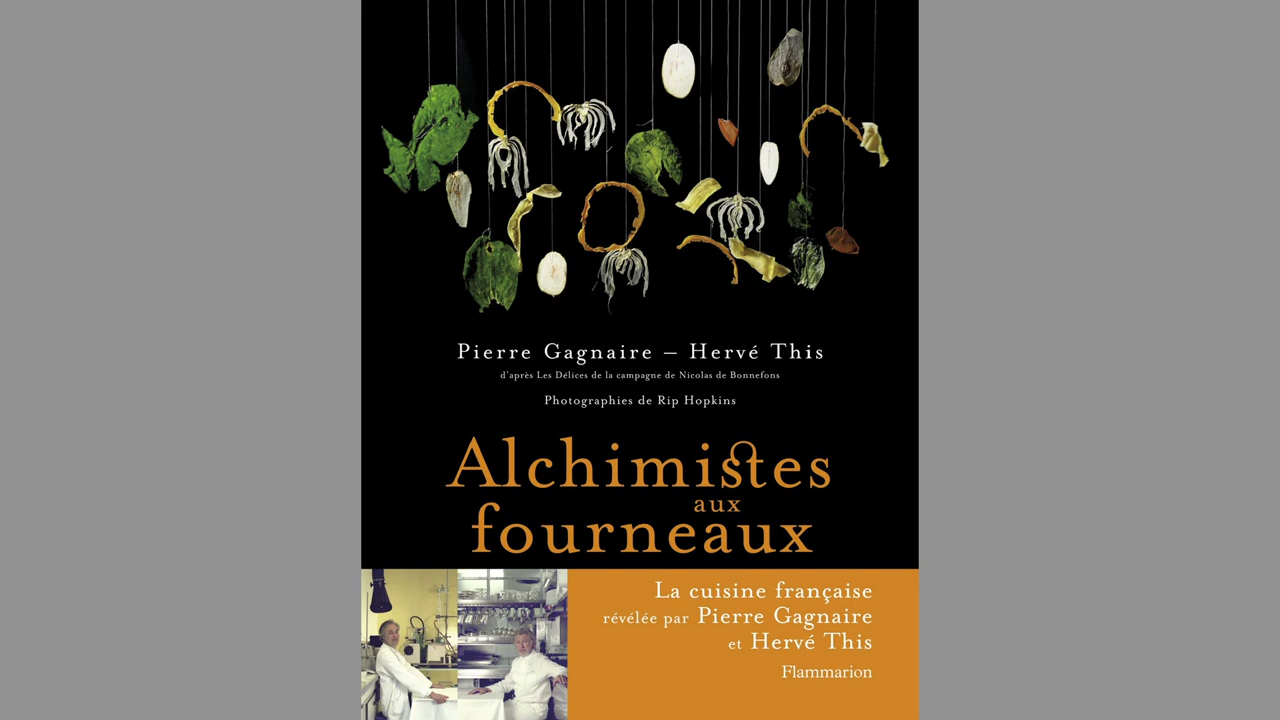 Pierre Gagnaire – Hervé This
d'après Les Délices de la campagne de Nicolas de Bonnefons
Photographies de Rip Hopkins
Alchimistes
aux
fourneaux
La cuisine française
révélée par Pierre Gagnaire
et Hervé This
Flammarion